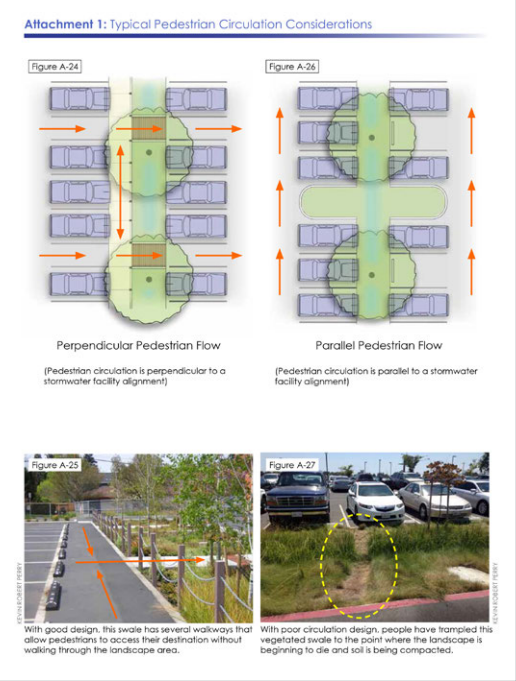 Attachment 1: Typical Pedestrian Circulation Considerations
Figure A-24
Figure A-26
Perpendicular Pedestrian Flow
Parallel Pedestrian Flow
(Pedestrian circulation is perpendicular to a
stormwater facility alignment)
(Pedestrian circulation is parallel to a stormwater
facility alignment)
Figure A-25
Figure A-27
KEVIN ROBERT PERRY
KEVIN ROBERT PERRY
With good design, this swale has several walkways that
allow pedestrians to access their destination without
walking through the landscape area.
With poor circulation design, people have trampled this
vegetated swale to the point where the landscape is
beginning to die and soil is being compacted.